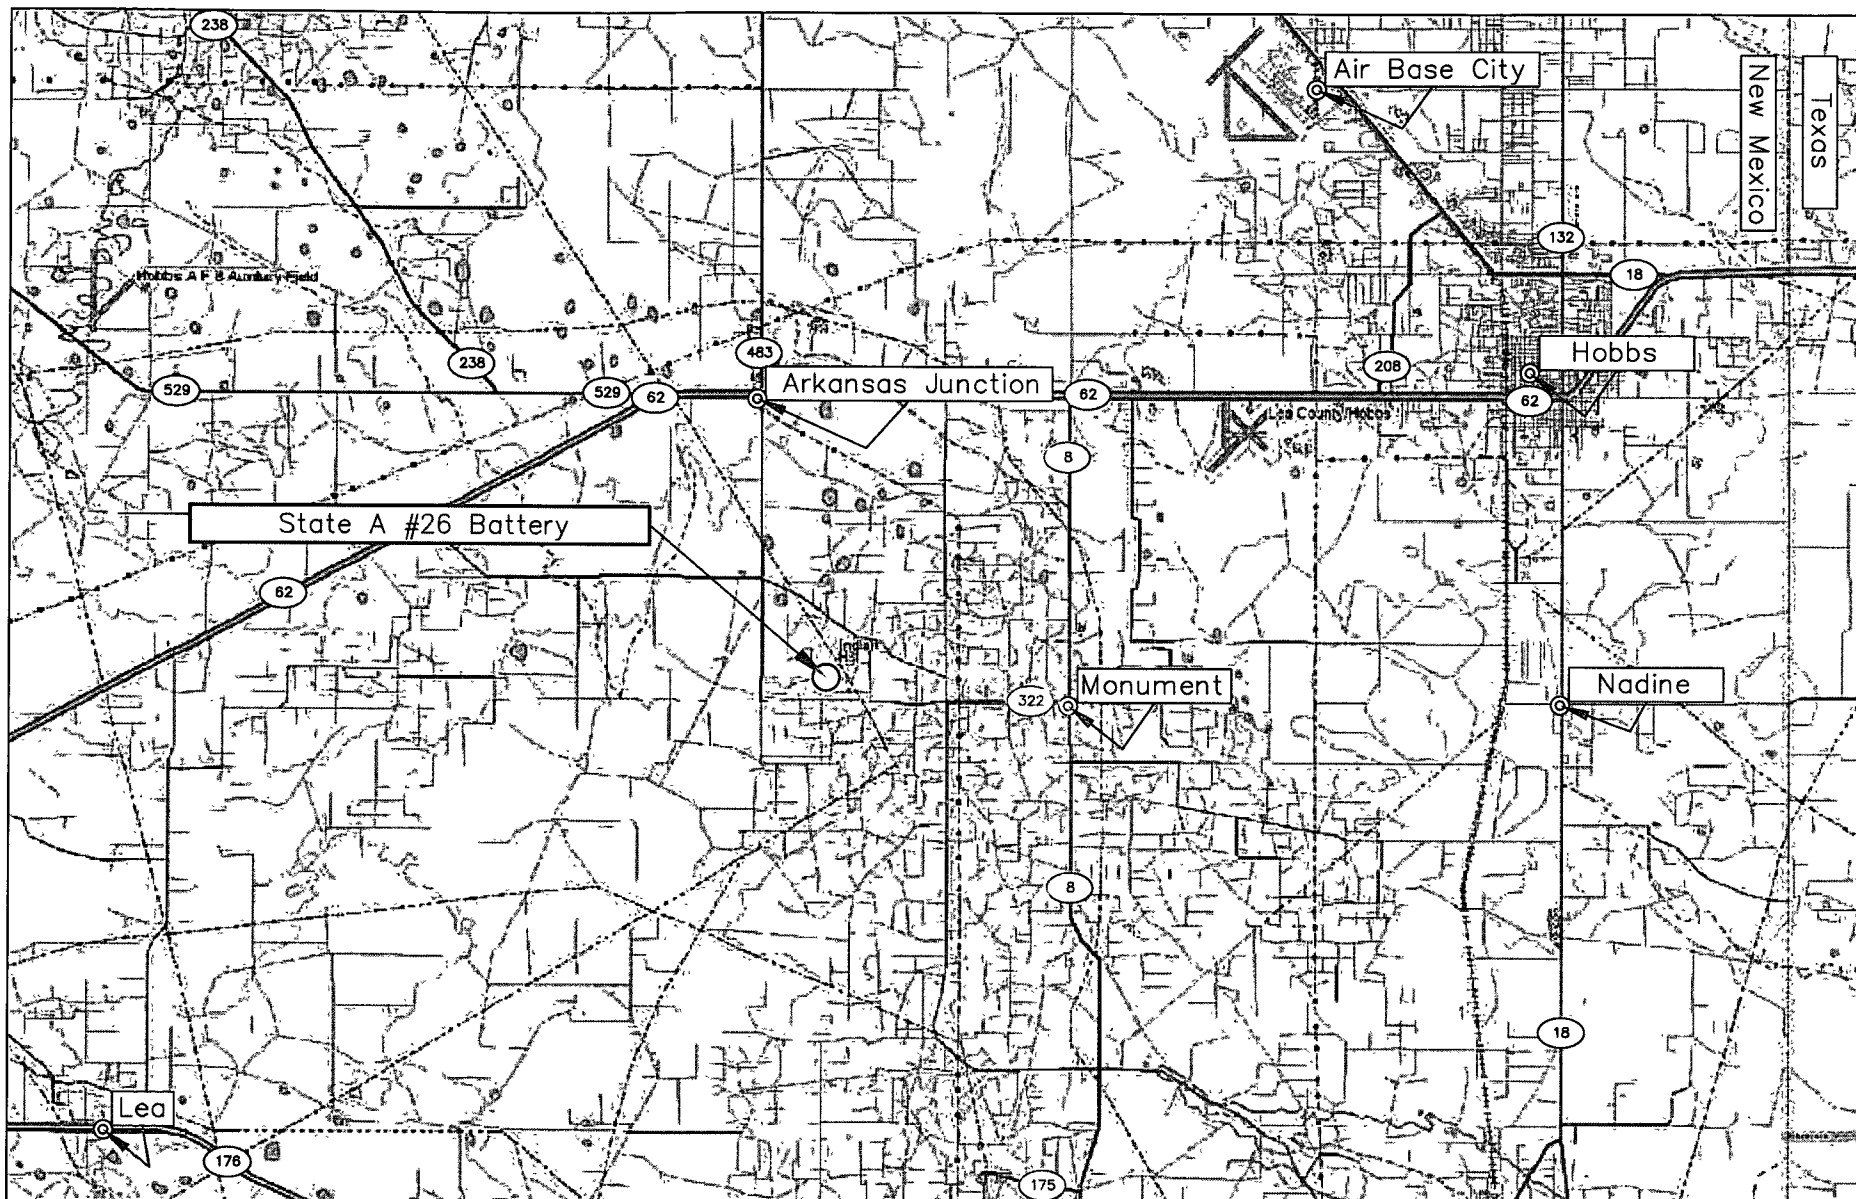 238
Air Base City
New Mexico
Texas
132
18
Hobbs A F B Auxiliary Field
238
483
208
Hobbs
529
529
62
Arkansas Junction
62
62
Lea County/Hobbs
8
State A #26 Battery
62
322
Monument
Nadine
8
18
Lea
176
175